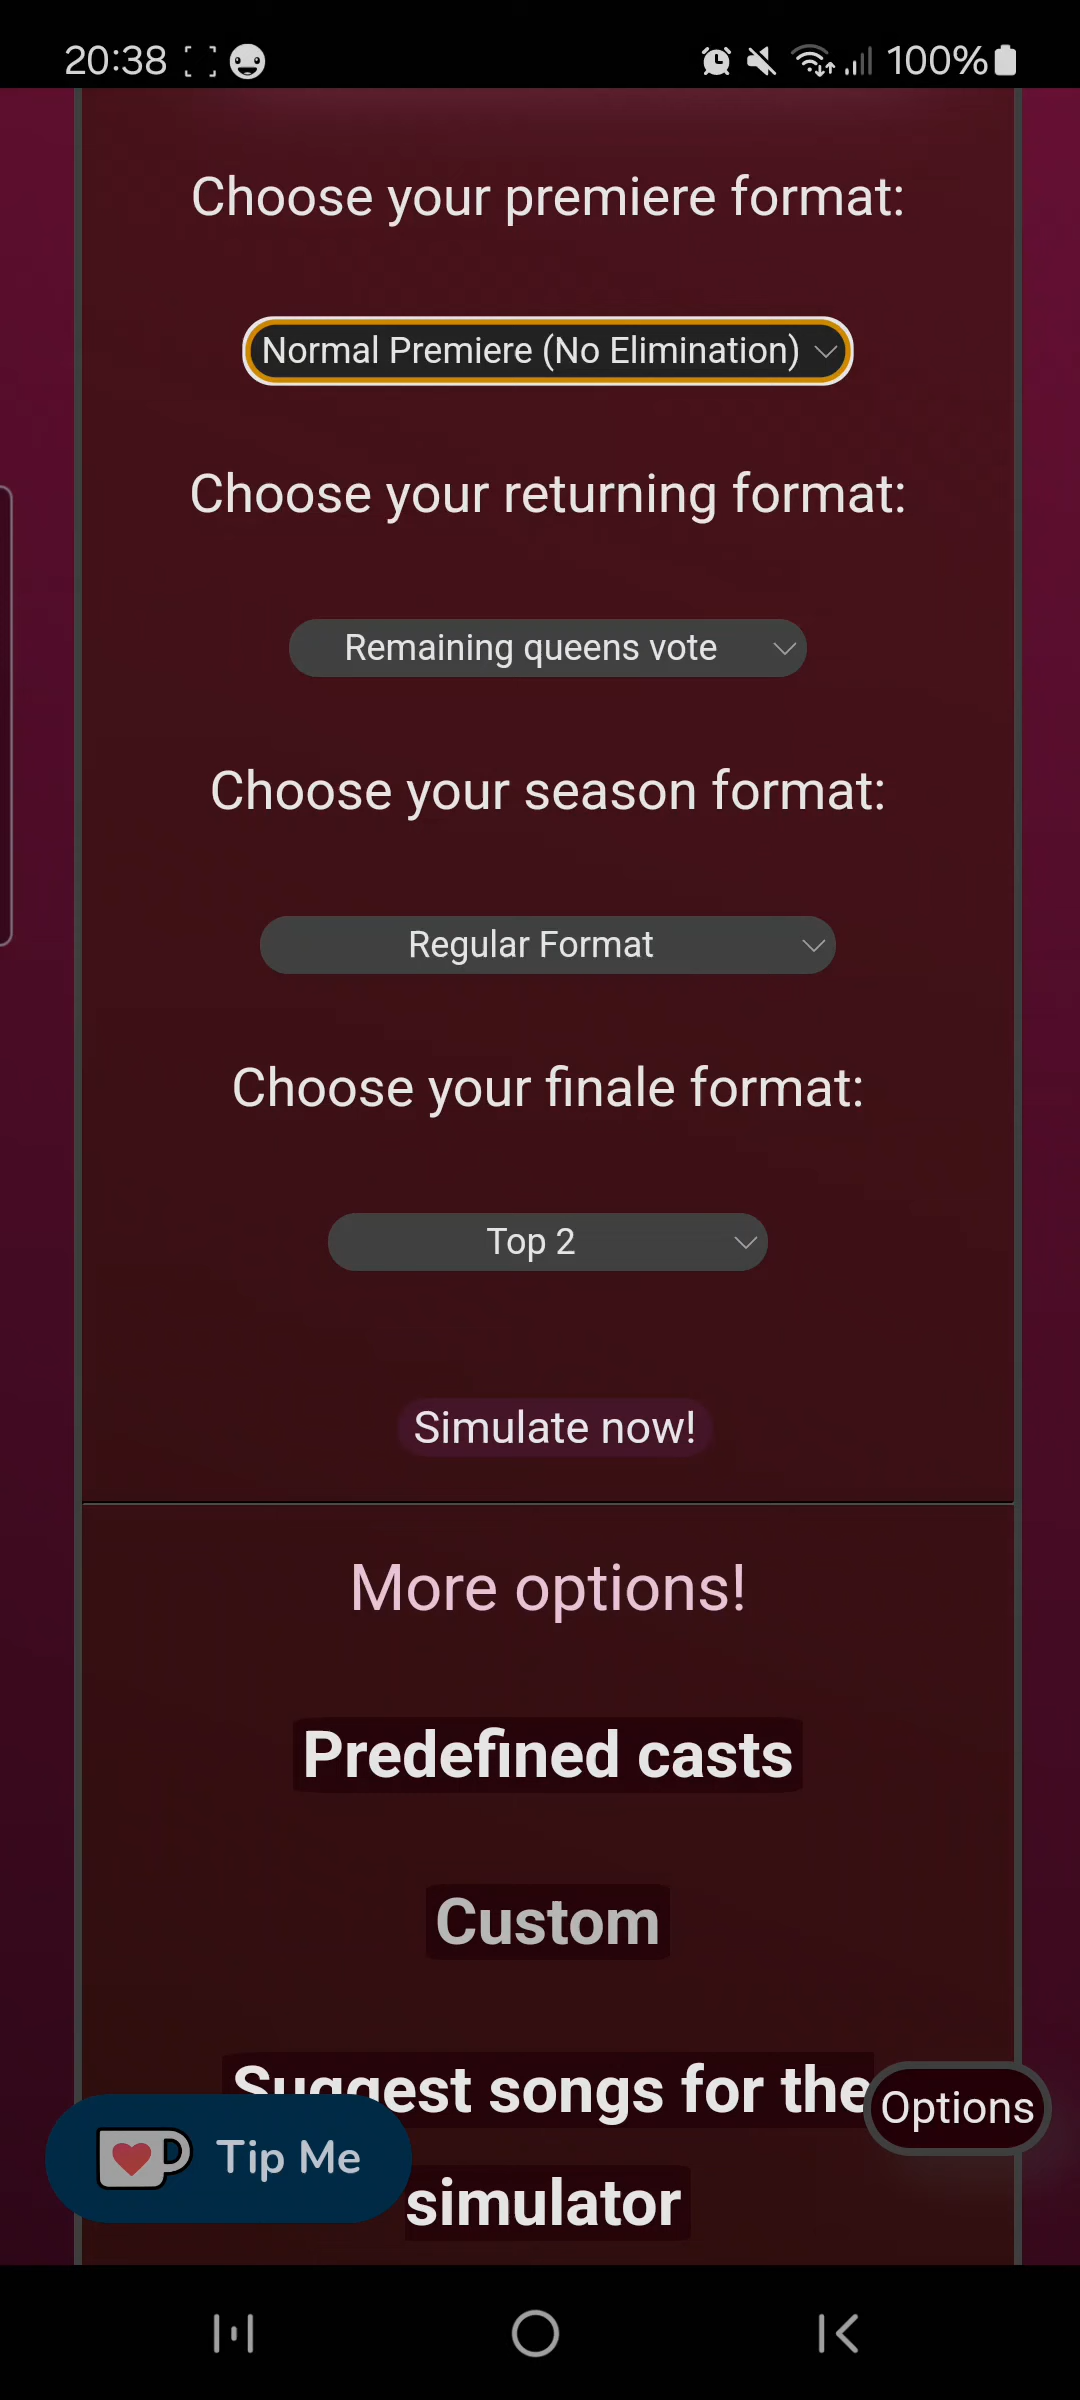 20:38 100%
Choose your premiere format:
Normal Premiere (No Elimination)
Choose your returning format:
Remaining queens vote
Choose your season format:
Regular Format
Choose your finale format:
Top 2
Simulate now!
More options!
Predefined casts
Custom
Suggest songs for the
Options
Tip Me
simulator